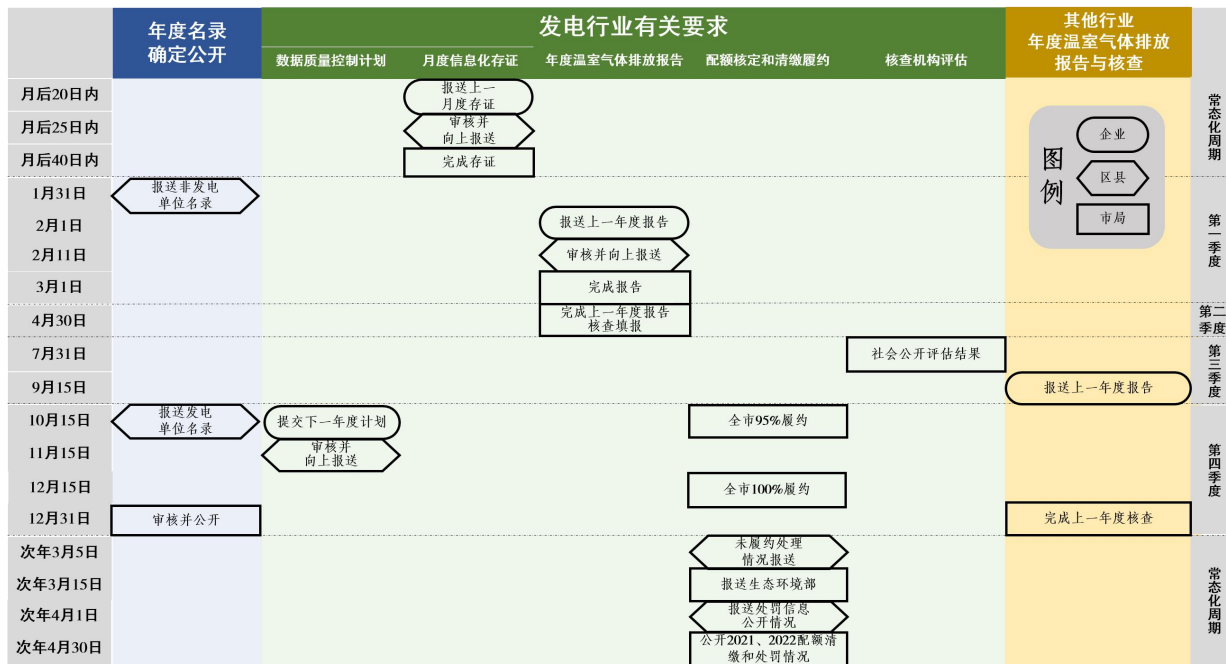 年度名录
确定公开
发电行业有关要求
数据质量控制计划
月度信息化存证
年度温室气体排放报告
配额核定和清缴履约
核查机构评估
其他行业
年度温室气体排放
报告与核查
月后20日内
报送上一
月度存证
月后25日内
审核并
向上报送
月后40日内
完成存证
图例
企业
区县
市局
常态化周期
1月31日
报送非发电
单位名录
2月1日
报送上一年度报告
2月11日
审核并向上报送
3月1日
完成报告
第一季度
4月30日
完成上一年度报告
核查填报
第二
季度
7月31日
社会公开评估结果
9月15日
报送上一年度报告
第三季度
10月15日
报送发电
单位名录
提交下一年度计划
全市95%履约
11月15日
审核并
向上报送
12月15日
全市100%履约
12月31日
审核并公开
完成上一年度核查
第四季度
次年3月5日
未履约处理
情况报送
次年3月15日
报送生态环境部
次年4月1日
报送处罚信息
公开情况
次年4月30日
公开2021、2022配额清
缴和处罚情况
常态化周期